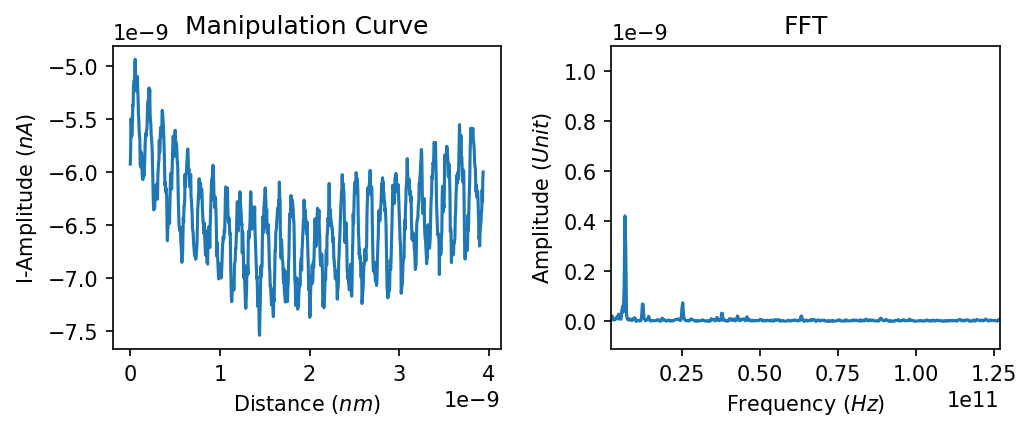 Manipulation Curve
1e−9
I-Amplitude (nA)
−5.0
−5.5
−6.0
−6.5
−7.0
−7.5
0
1
2
3
4
Distance (nm)
1e−9
FFT
1e−9
Amplitude (Unit)
1.0
0.8
0.6
0.4
0.2
0.0
0.25
0.50
0.75
1.00
1.25
Frequency (Hz)
1e11